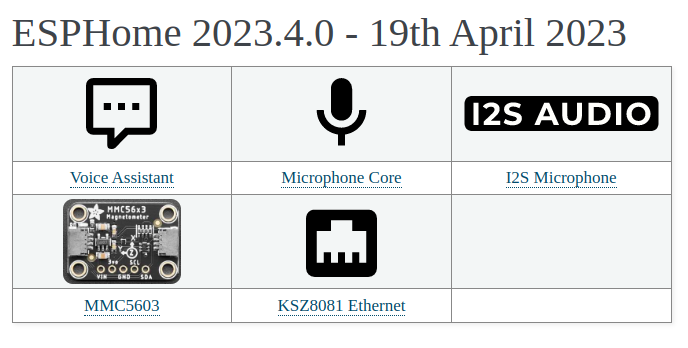 ESPHome 2023.4.0 - 19th April 2023
I2S AUDIO
Voice Assistant
Microphone Core
I2S Microphone
MMC56x3
Magnetometer
3vo
SCL
VIN GND SDA
MMC5603
KSZ8081 Ethernet